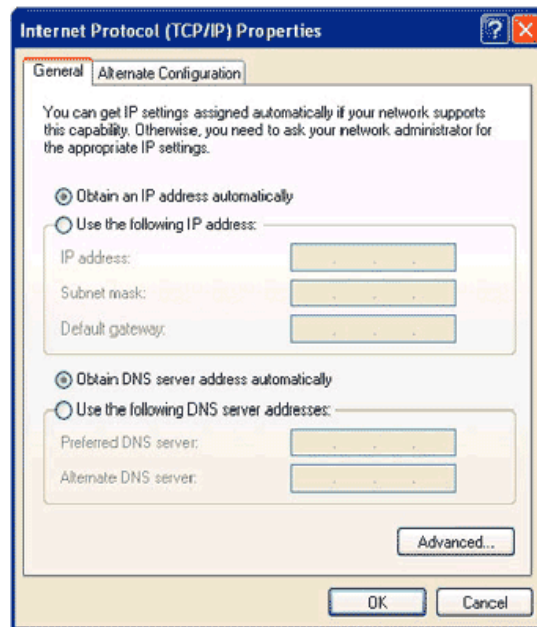 Internet Protocol (TCP/IP) Properties
General
Alternate Configuration
You can get IP settings assigned automatically if your network supports
this capability. Otherwise, you need to ask your network administrator for
the appropriate IP settings.
Obtain an IP address automatically
Use the following IP address:
IP address:
Subnet mask:
Default gateway:
Obtain DNS server address automatically
Use the following DNS server addresses:
Preferred DNS server:
Alternate DNS server:
Advanced...
OK
Cancel